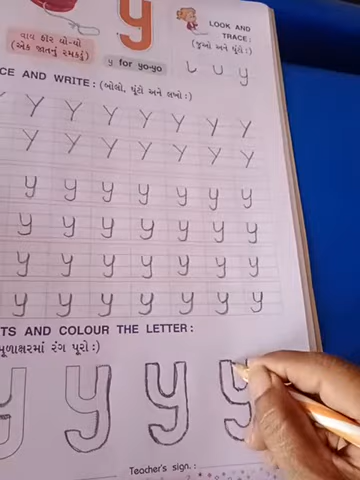 y
LOOK AND
TRACE:
(જુઓ અને ઘૂંટો:)
વાય ફોર યો-યો
(એક જાતનું રમકડું)
y for yo-yo
ʅ ʋ y
CE AND WRITE: (બોલો, ઘૂંટો અને લખો:)
Y Y Y Y Y Y
Y Y Y Y Y Y Y
y y y y y y y
y y y y y y y
y y y y y y y
y y y y y y y
TS AND COLOUR THE LETTER:
મૂળાક્ષરમાં રંગ પૂરો:)
y y y y
Teacher's sign.: